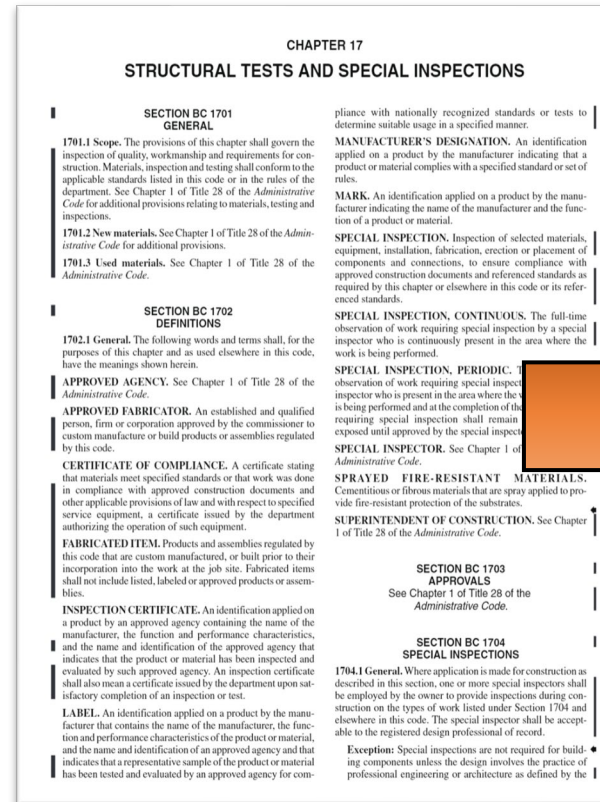 CHAPTER 17
STRUCTURAL TESTS AND SPECIAL INSPECTIONS
SECTION BC 1701
GENERAL
1701.1 Scope. The provisions of this chapter shall govern the
inspection of quality, workmanship and requirements for con-
struction. Materials, inspection and testing shall conform to the
applicable standards listed in this code or in the rules of the
department. See Chapter 1 of Title 28 of the Administrative
Code for additional provisions relating to materials, testing and
inspections.
1701.2 New materials. See Chapter 1 of Title 28 of the Admin-
istrative Code for additional provisions.
1701.3 Used materials. See Chapter 1 of Title 28 of the
Administrative Code.
SECTION BC 1702
DEFINITIONS
1702.1 General. The following words and terms shall, for the
purposes of this chapter and as used elsewhere in this code,
have the meanings shown herein.
APPROVED AGENCY. See Chapter 1 of Title 28 of the
Administrative Code.
APPROVED FABRICATOR. An established and qualified
person, firm or corporation approved by the commissioner to
custom manufacture or build products or assemblies regulated
by this code.
CERTIFICATE OF COMPLIANCE. A certificate stating
that materials meet specified standards or that work was done
in compliance with approved construction documents and
other applicable provisions of law and with respect to specified
service equipment, a certificate issued by the department
authorizing the operation of such equipment.
FABRICATED ITEM. Products and assemblies regulated by
this code that are custom manufactured, or built prior to their
incorporation into the work at the job site. Fabricated items
shall not include listed, labeled or approved products or assem-
blies.
INSPECTION CERTIFICATE. An identification applied on
a product by an approved agency containing the name of the
manufacturer, the function and performance characteristics,
and the name and identification of the approved agency that
indicates that the product or material has been inspected and
evaluated by such approved agency. An inspection certificate
shall also mean a certificate issued by the department upon sat-
isfactory completion of an inspection or test.
LABEL. An identification applied on a product by the manu-
facturer that contains the name of the manufacturer, the func-
tion and performance characteristics of the product or material,
and the name and identification of an approved agency and that
indicates that a representative sample of the product or material
has been tested and evaluated by an approved agency for com-
pliance with nationally recognized standards or tests to
determine suitable usage in a specified manner.
MANUFACTURER'S DESIGNATION. An identification
applied on a product by the manufacturer indicating that a
product or material complies with a specified standard or set of
rules.
MARK. An identification applied on a product by the manu-
facturer indicating the name of the manufacturer and the func-
tion of a product or material.
SPECIAL INSPECTION. Inspection of selected materials,
equipment, installation, fabrication, erection or placement of
components and connections, to ensure compliance with
approved construction documents and referenced standards as
required by this chapter or elsewhere in this code or its refer-
enced standards.
SPECIAL INSPECTION, CONTINUOUS. The full-time
observation of work requiring special inspection by a special
inspector who is continuously present in the area where the
work is being performed.
SPECIAL INSPECTION, PERIODIC.
observation of work requiring special inspect
inspector who is present in the area where the
is being performed and at the completion of the
requiring special inspection shall remain
exposed until approved by the special inspect
SPECIAL INSPECTOR. See Chapter 1 of
Administrative Code.
SPRAYED FIRE-RESISTANT MATERIALS.
Cementitious or fibrous materials that are spray applied to pro-
vide fire-resistant protection of the substrates.
SUPERINTENDENT OF CONSTRUCTION. See Chapter
1 of Title 28 of the Administrative Code.
SECTION BC 1703
APPROVALS
See Chapter 1 of Title 28 of the
Administrative Code.
SECTION BC 1704
SPECIAL INSPECTIONS
1704.1 General. Where application is made for construction as
described in this section, one or more special inspectors shall
be employed by the owner to provide inspections during con-
struction on the types of work listed under Section 1704 and
elsewhere in this code. The special inspector shall be accept-
able to the registered design professional of record.
Exception: Special inspections are not required for build-
ing components unless the design involves the practice of
professional engineering or architecture as defined by the